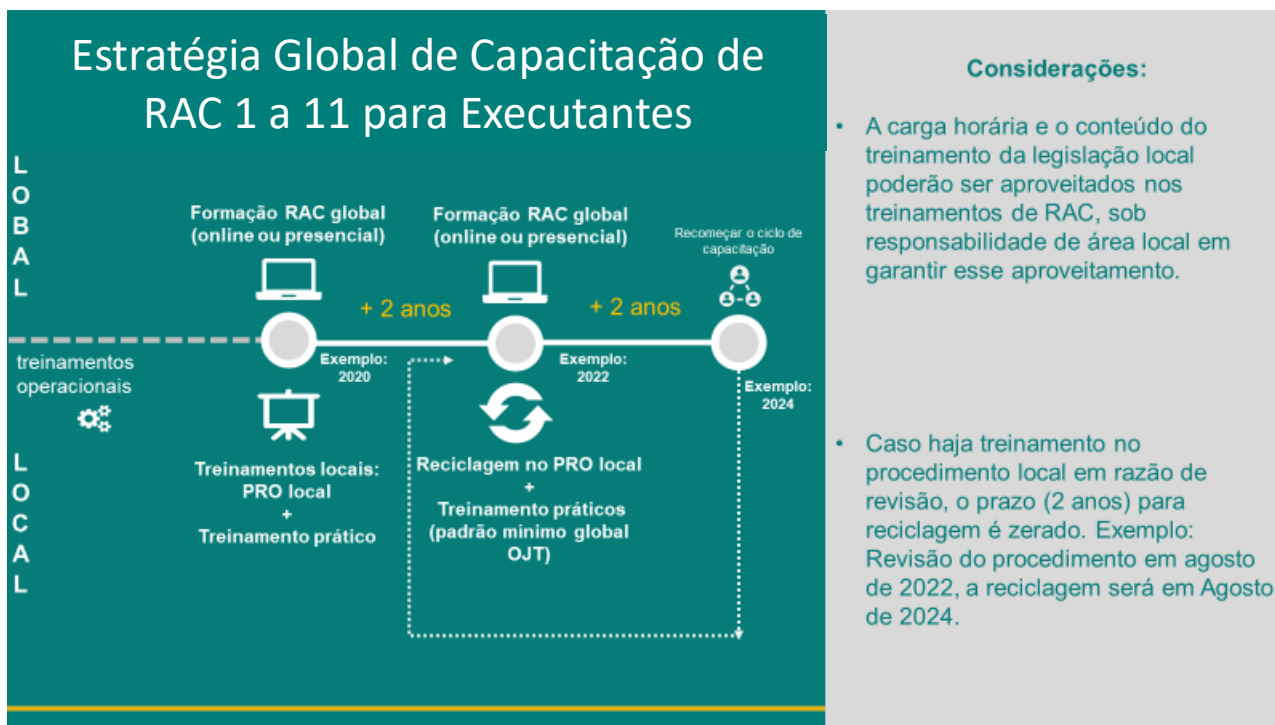 Estratégia Global de Capacitação de
RAC 1 a 11 para Executantes
L
O
B
A
L
Formação RAC global
(online ou presencial)
Formação RAC global
(online ou presencial)
Recomeçar o ciclo de
capacitação
+ 2 anos
+ 2 anos
treinamentos
operacionais
Exemplo:
2020
Exemplo:
2022
Exemplo:
2024
L
O
C
A
L
Treinamentos locais:
PRO local
+
Treinamento prático
Reciclagem no PRO local
+
Treinamento práticos
(padrão mínimo global
OJT)
Considerações:
• A carga horária e o conteúdo do
treinamento da legislação local
poderão ser aproveitados nos
treinamentos de RAC, sob
responsabilidade de área local em
garantir esse aproveitamento.
• Caso haja treinamento no
procedimento local em razão de
revisão, o prazo (2 anos) para
reciclagem é zerado. Exemplo:
Revisão do procedimento em agosto
de 2022, a reciclagem será em Agosto
de 2024.